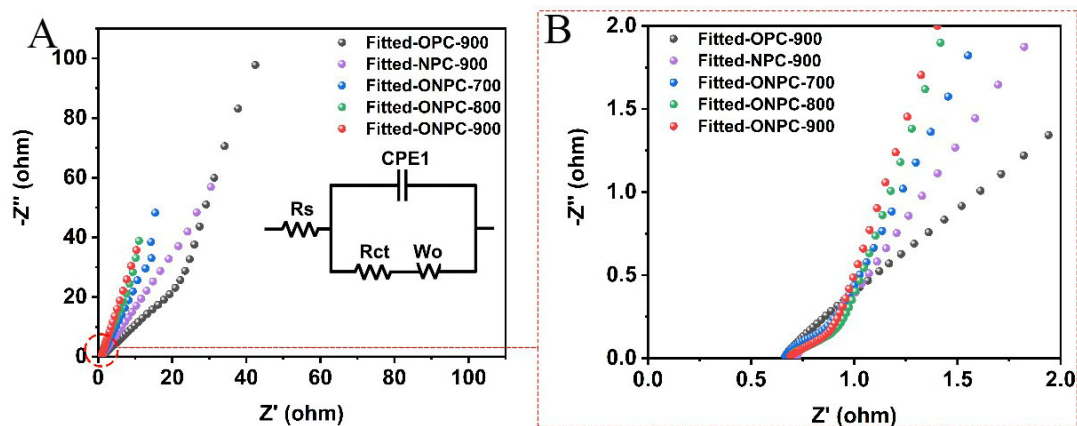 A
-Z'' (ohm)
100
80
60
40
20
0
0 20 40 60 80 100
Z' (ohm)
Fitted-OPC-900
Fitted-NPC-900
Fitted-ONPC-700
Fitted-ONPC-800
Fitted-ONPC-900
CPE1
Rs
Rct Wo
B
-Z'' (ohm)
2.0
1.5
1.0
0.5
0.0
0.0 0.5 1.0 1.5 2.0
Z' (ohm)
Fitted-OPC-900
Fitted-NPC-900
Fitted-ONPC-700
Fitted-ONPC-800
Fitted-ONPC-900